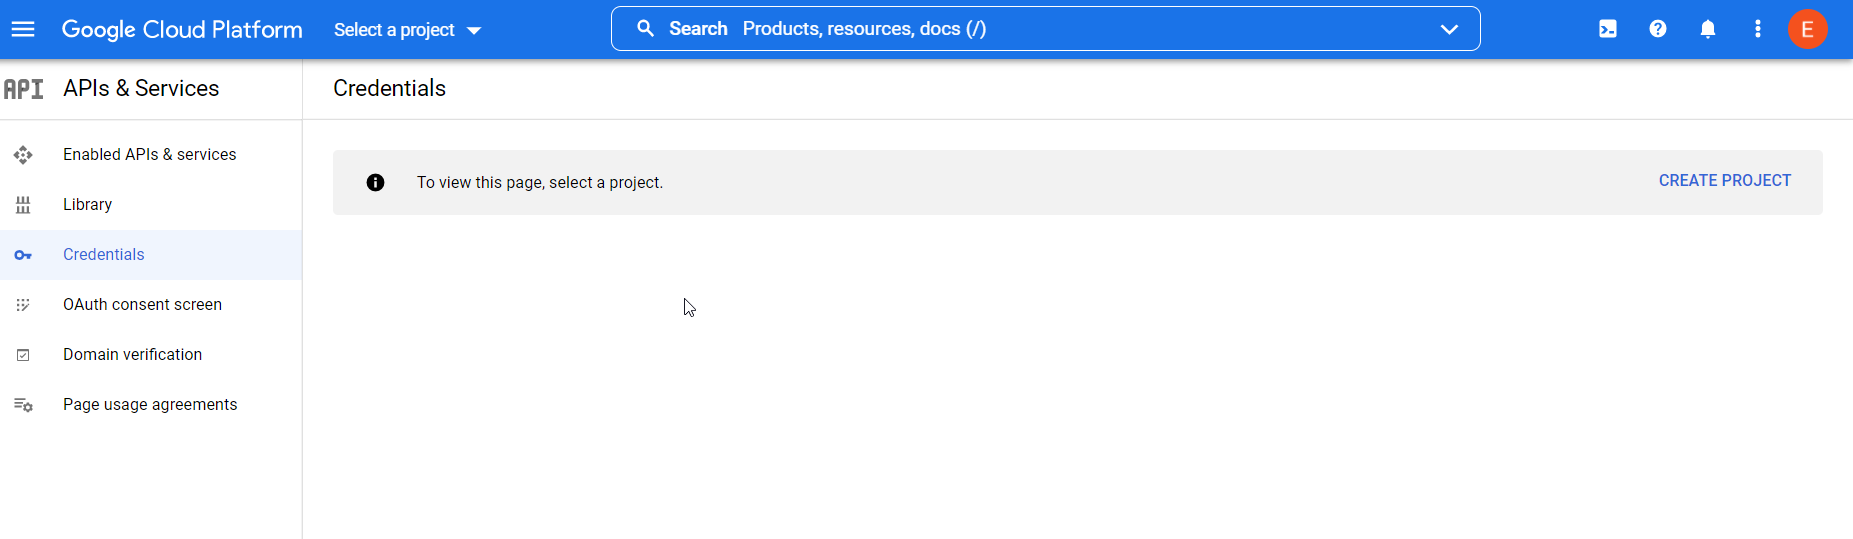 Google Cloud Platform Select a project Search Products, resources, docs (/) E
API APIs & Services
Credentials
Enabled APIs & services
Library
Credentials
OAuth consent screen
Domain verification
Page usage agreements
To view this page, select a project. CREATE PROJECT